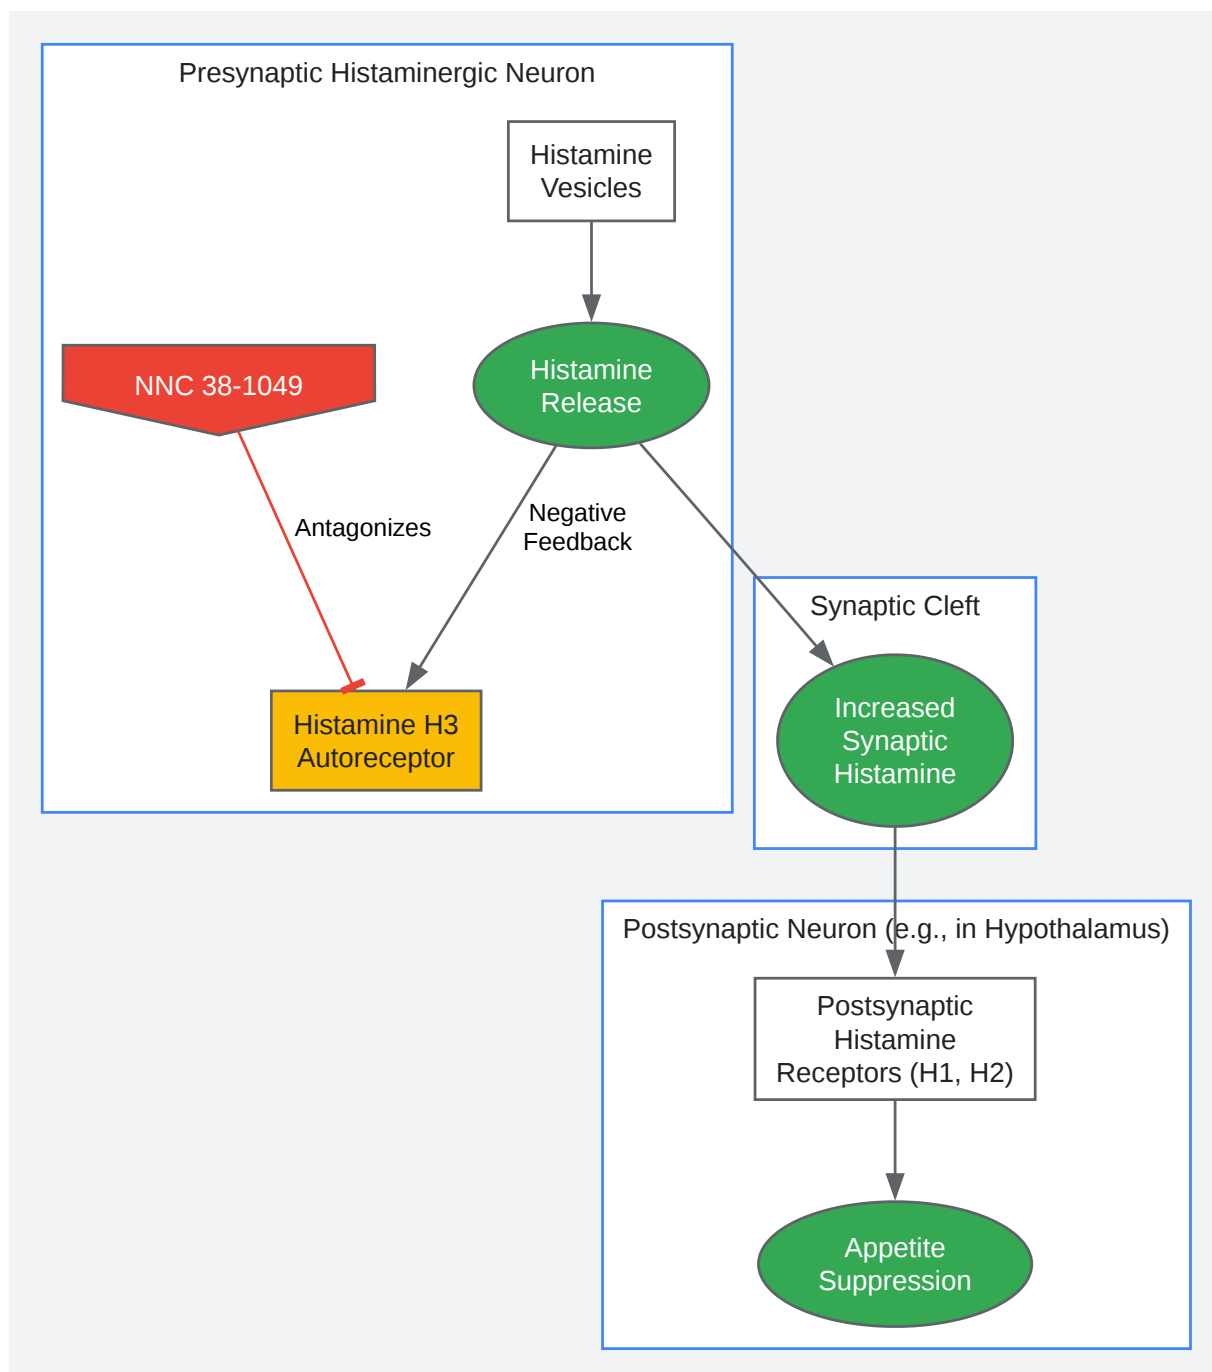 Presynaptic Histaminergic Neuron
Histamine
Vesicles
NNC 38-1049
Histamine
Release
Antagonizes
Negative
Feedback
Histamine H3
Autoreceptor
Synaptic Cleft
Increased
Synaptic
Histamine
Postsynaptic Neuron (e.g., in Hypothalamus)
Postsynaptic
Histamine
Receptors (H1, H2)
Appetite
Suppression